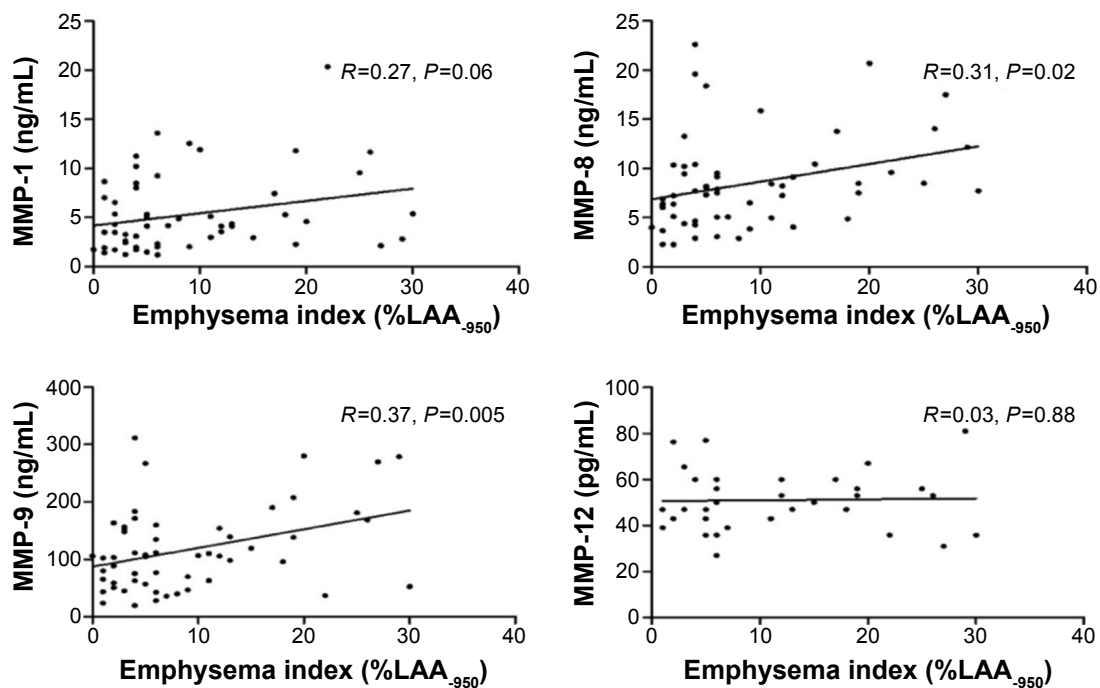 25
20
15
10
5
0
MMP-1 (ng/mL)
R=0.27, P=0.06
0 10 20 30 40
Emphysema index (%LAA-950)
25
20
15
10
5
0
MMP-8 (ng/mL)
R=0.31, P=0.02
0 10 20 30 40
Emphysema index (%LAA-950)
400
300
200
100
0
MMP-9 (ng/mL)
R=0.37, P=0.005
0 10 20 30 40
Emphysema index (%LAA-950)
100
80
60
40
20
0
MMP-12 (pg/mL)
R=0.03, P=0.88
0 10 20 30 40
Emphysema index (%LAA-950)